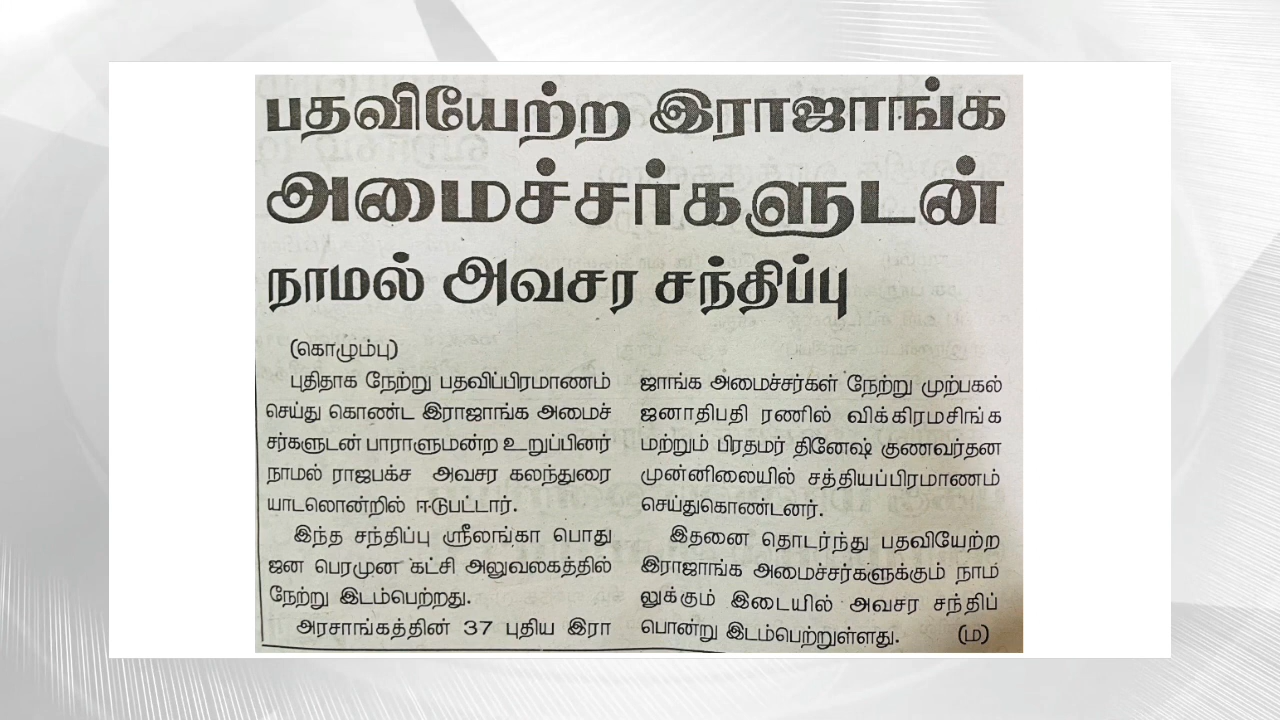 பதவியேற்ற இராஜாங்க
அமைச்சர்களுடன்
நாமல் அவசர சந்திப்பு
(கொழும்பு)
புதிதாக நேற்று பதவிப்பிரமாணம்
செய்து கொண்ட இராஜாங்க அமைச்
சர்களுடன் பாராளுமன்ற உறுப்பினர்
நாமல் ராஜபக்ச அவசர கலந்துரை
யாடலொன்றில் ஈடுபட்டார்.
இந்த சந்திப்பு ஸ்ரீலங்கா பொது
ஜன பெரமுன கட்சி அலுவலகத்தில்
நேற்று இடம்பெற்றது.
அரசாங்கத்தின் 37 புதிய இரா
ஜாங்க அமைச்சர்கள் நேற்று முற்பகல்
ஜனாதிபதி ரணில் விக்கிரமசிங்க
மற்றும் பிரதமர் தினேஷ் குணவர்தன
முன்னிலையில் சத்தியப்பிரமாணம்
செய்துகொண்டனர்.
இதனை தொடர்ந்து பதவியேற்ற
இராஜாங்க அமைச்சர்களுக்கும் நாம
லுக்கும் இடையில் அவசர சந்திப்
பொன்று இடம்பெற்றுள்ளது. (ம)